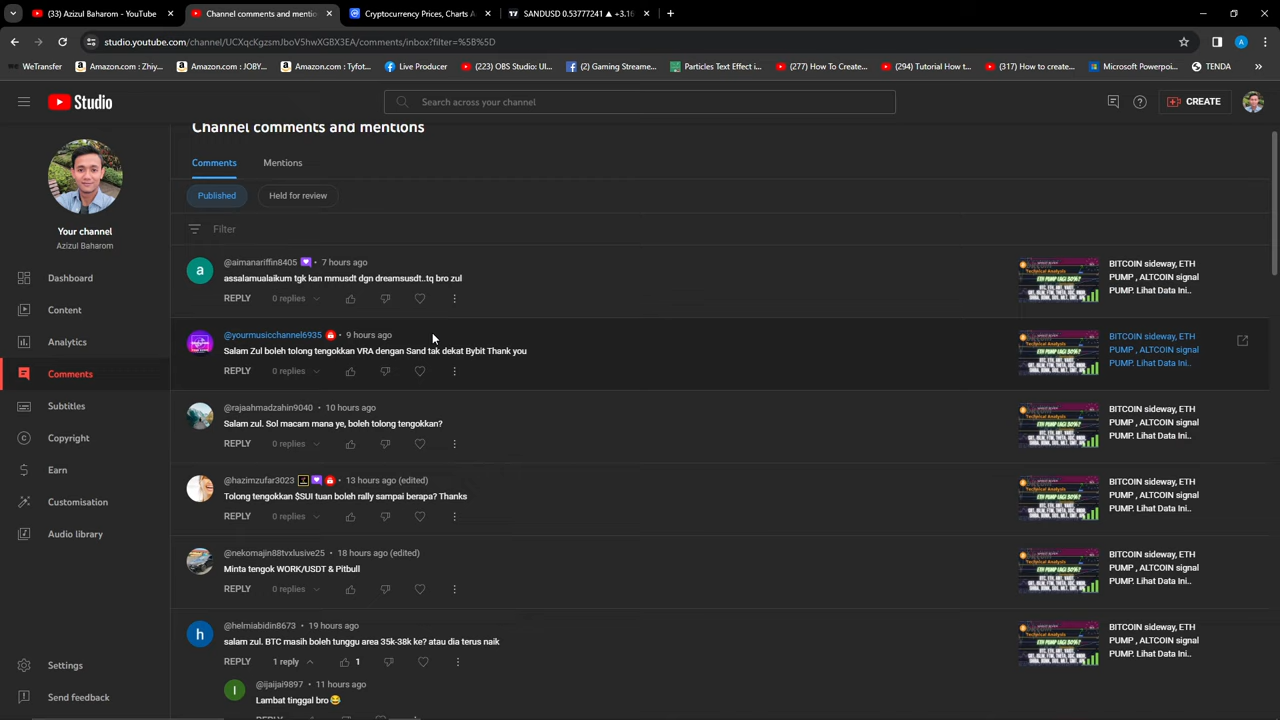 (33) Azizul Baharom - YouTube
Channel comments and mentio
Cryptocurrency Prices, Charts A
SANDUSD 0.53777241 ▲ +3.16
studio.youtube.com/channel/UCXqcKgzsmJboV5hwXGBX3EA/comments/inbox?filter=%5B%5D
WeTransfer
Amazon.com : Zhiy...
Amazon.com : JOBY...
Amazon.com : Tyfot...
Live Producer
(223) OBS Studio Ul...
(2) Gaming Streame...
Particles Text Effect i...
(277) How To Create...
(294) Tutorial How t...
(317) How to create...
Microsoft Powerpoi...
TENDA
Studio
Search across your channel
CREATE
Your channel
Azizul Baharom
Dashboard
Content
Analytics
Comments
Subtitles
Copyright
Earn
Customisation
Audio library
Settings
Send feedback
Channel comments and mentions
Comments
Mentions
Published
Held for review
Filter
@aimanariffin8405 7 hours ago
assalamualaikum tgk kan mmusdt dgn dreamsusdt..tq bro zul
REPLY 0 replies
BITCOIN sideway, ETH
PUMP , ALTCOIN signal
PUMP. Lihat Data Ini..
@yourmusicchannel6935 9 hours ago
Salam Zul boleh tolong tengokkan VRA dengan Sand tak dekat Bybit Thank you
REPLY
BITCOIN sideway, ETH
PUMP , ALTCOIN signal
PUMP. Lihat Data Ini..
@rajaahmadzahin9040 • 10 hours ago
Salam zul. Sol macam mana ye, boleh tolong tengokkan?
REPLY 0 replies
BITCOIN sideway, ETH
PUMP , ALTCOIN signal
PUMP. Lihat Data Ini..
@hazimzufar3023 • 13 hours ago (edited)
Tolong tengokkan $SUI tuan boleh rally sampai berapa? Thanks
REPLY 0 replies
BITCOIN sideway, ETH
PUMP , ALTCOIN signal
PUMP. Lihat Data Ini..
@nekomajin88tvxlusive25 • 18 hours ago (edited)
Minta tengok WORK/USDT & Pitbull
REPLY 0 replies
BITCOIN sideway, ETH
PUMP , ALTCOIN signal
PUMP. Lihat Data Ini..
@helmiabidin8673 • 19 hours ago
salam zul. BTC masih boleh tunggu area 35k-38k ke? atau dia terus naik
REPLY 1 reply 1
BITCOIN sideway, ETH
PUMP , ALTCOIN signal
PUMP. Lihat Data Ini..
@ijaijai9897 • 11 hours ago
Lambat tinggal bro😂